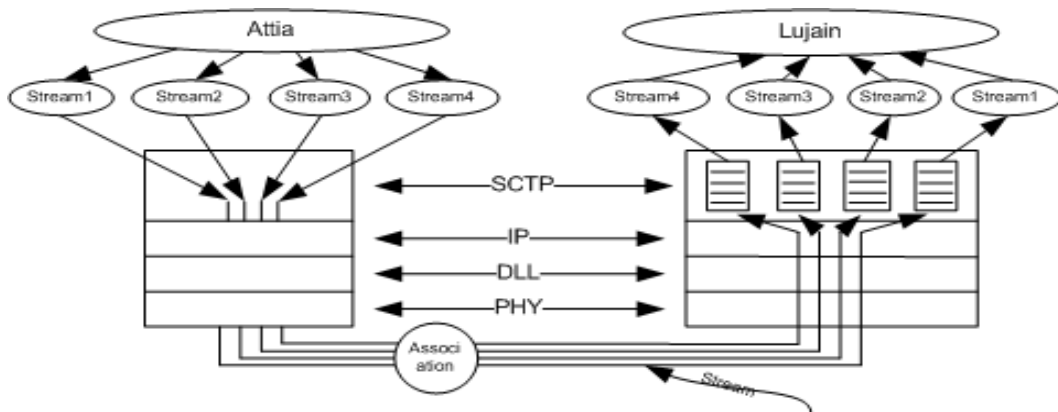 Attia
Lujain
Stream1
Stream2
Stream3
Stream4
Stream4
Stream3
Stream2
Stream1
SCTP
IP
DLL
PHY
Associ
ation
Stream